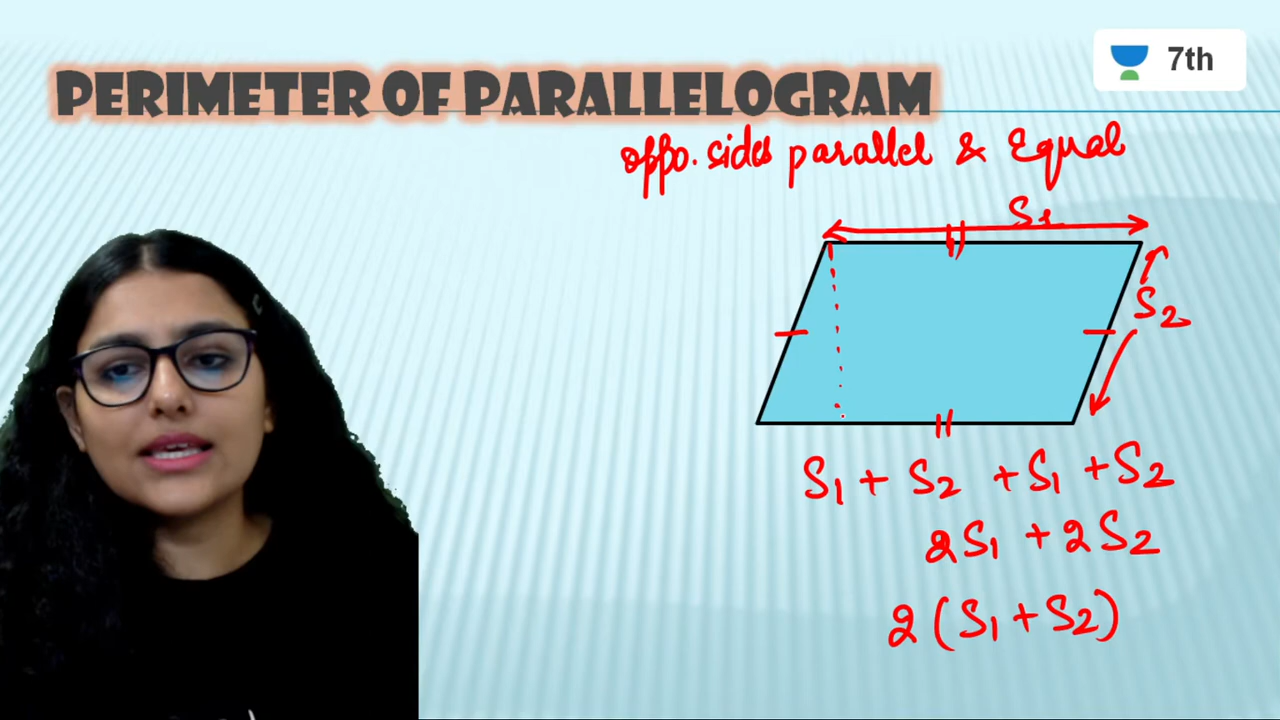 7th
PERIMETER OF PARALLELOGRAM
oppo. sides parallel & Equal
S1
S2
S1 + S2 + S1 + S2
2S1 + 2S2
2(S1 + S2)